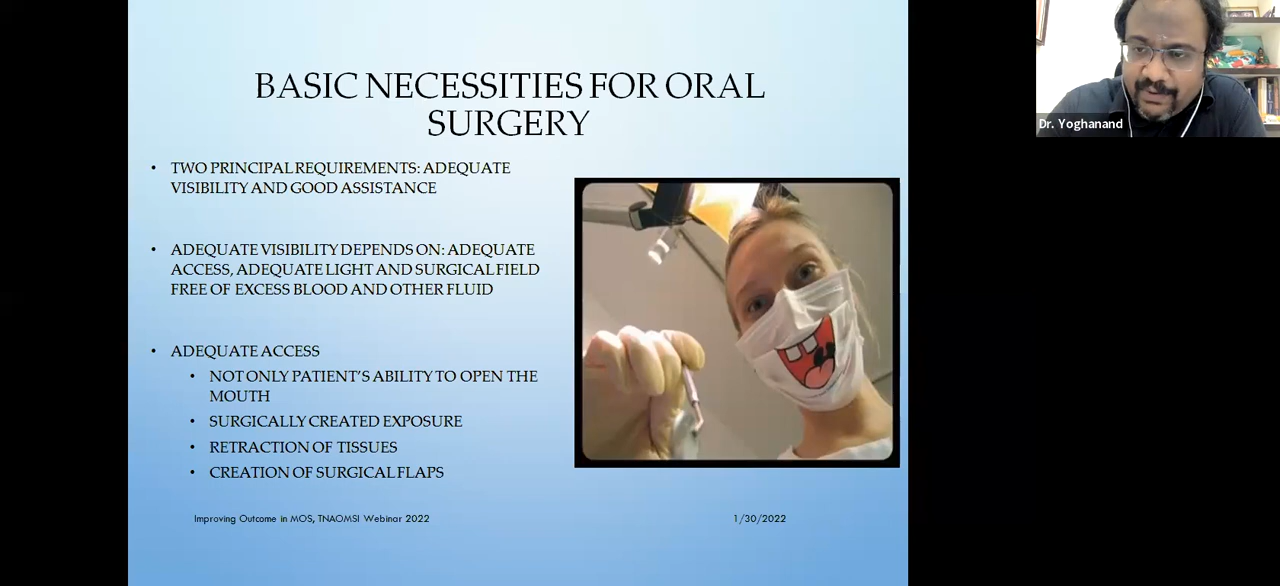 BASIC NECESSITIES FOR ORAL
SURGERY
• TWO PRINCIPAL REQUIREMENTS: ADEQUATE
VISIBILITY AND GOOD ASSISTANCE
• ADEQUATE VISIBILITY DEPENDS ON: ADEQUATE
ACCESS, ADEQUATE LIGHT AND SURGICAL FIELD
FREE OF EXCESS BLOOD AND OTHER FLUID
• ADEQUATE ACCESS
• NOT ONLY PATIENT'S ABILITY TO OPEN THE
MOUTH
• SURGICALLY CREATED EXPOSURE
• RETRACTION OF TISSUES
• CREATION OF SURGICAL FLAPS
Improving Outcome in MOS, TNAOMSI Webinar 2022
1/30/2022
Dr. Yoghanand